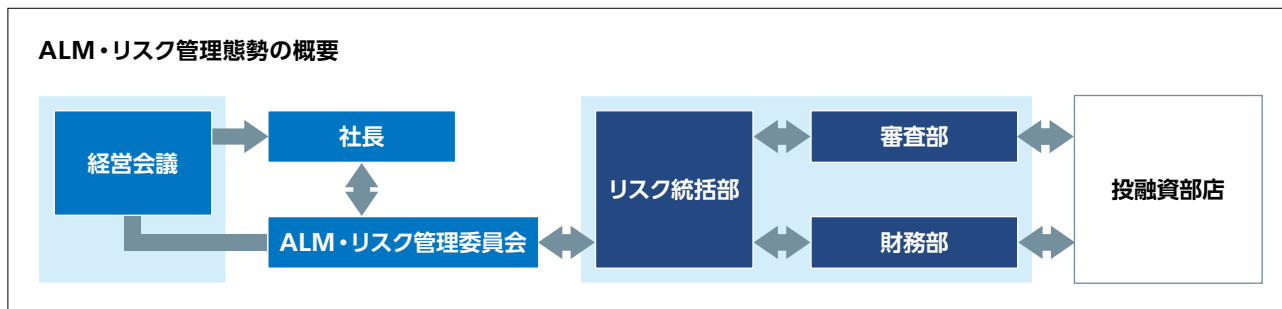 ALM・リスク管理態勢の概要
経営会議
社長
ALM・リスク管理委員会
リスク統括部
審査部
財務部
投融資部店